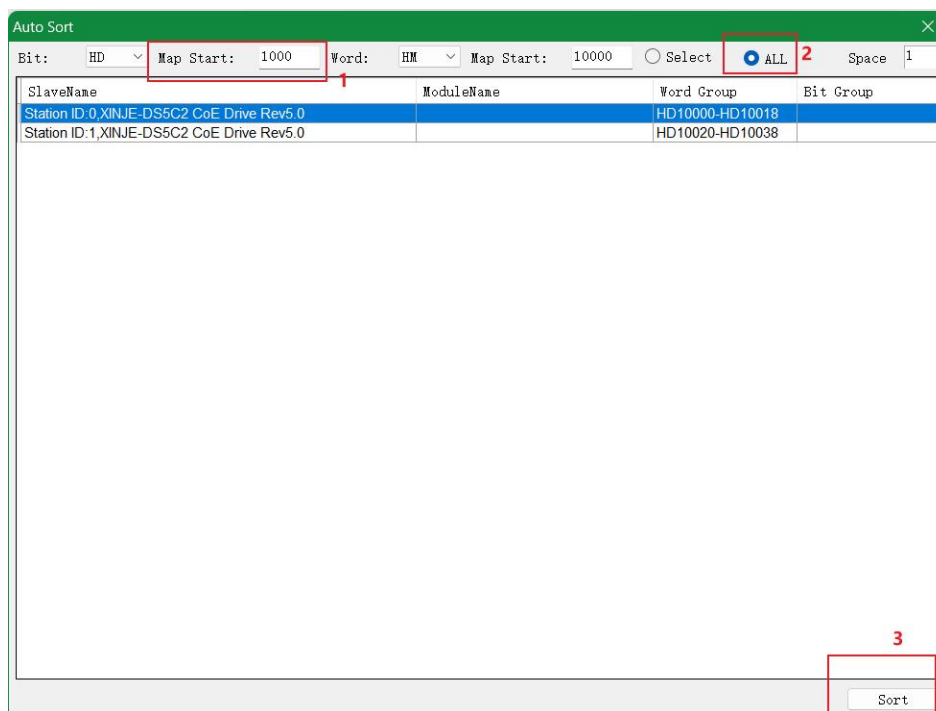 Auto Sort
Bit: HD Map Start: 1000 Word: HM Map Start: 10000 Select ALL 2 Space 1
1
SlaveName ModuleName Word Group Bit Group
Station ID:0,XINJE-DS5C2 CoE Drive Rev5.0 HD10000-HD10018
Station ID:1,XINJE-DS5C2 CoE Drive Rev5.0 HD10020-HD10038
3
Sort